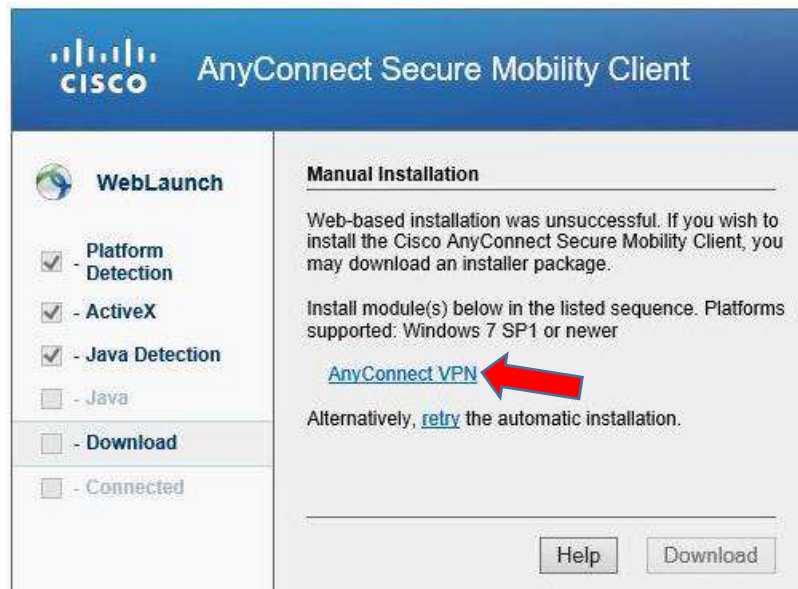 CISCO
AnyConnect Secure Mobility Client
WebLaunch
- Platform
Detection
- ActiveX
- Java Detection
- Java
- Download
- Connected
Manual Installation
Web-based installation was unsuccessful. If you wish to
install the Cisco AnyConnect Secure Mobility Client, you
may download an installer package.
Install module(s) below in the listed sequence. Platforms
supported: Windows 7 SP1 or newer
AnyConnect VPN
Alternatively, retry the automatic installation.
Help
Download